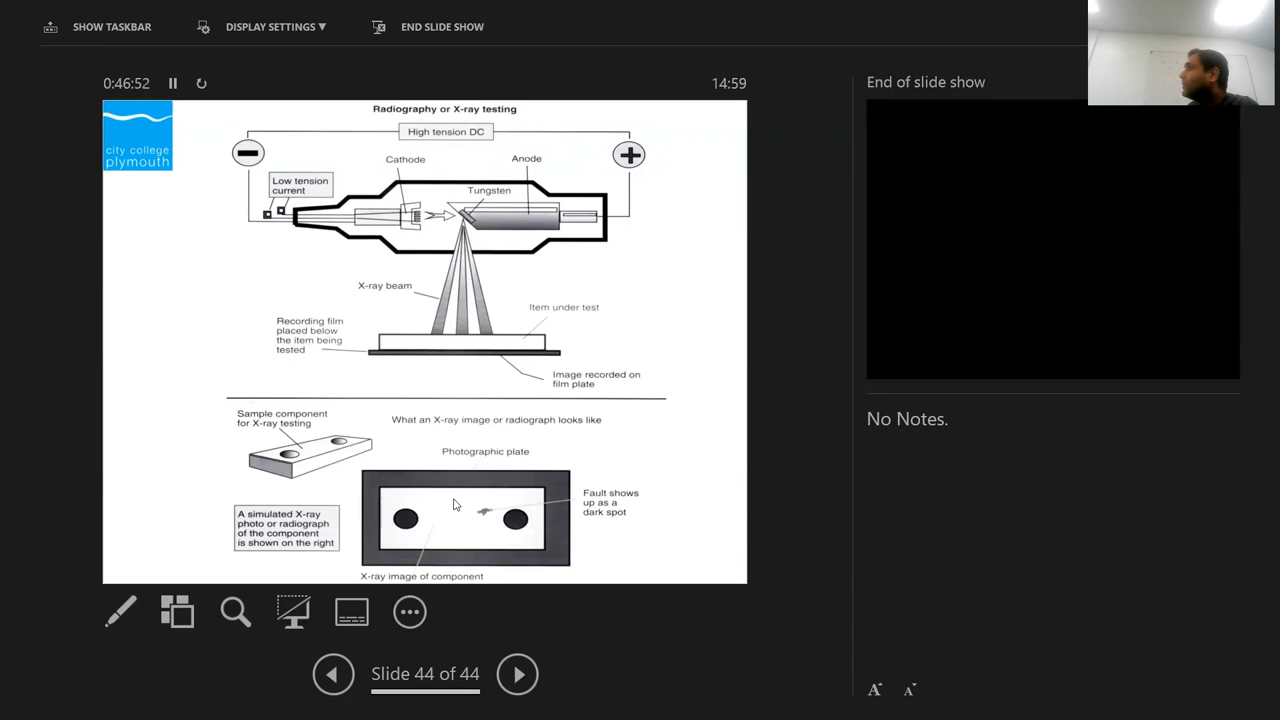 SHOW TASKBAR
DISPLAY SETTINGS ▼
END SLIDE SHOW
0:46:52
14:59
End of slide show
city college
plymouth
Radiography or X-ray testing
High tension DC
Cathode
Anode
Low tension
current
Tungsten
X-ray beam
Item under test
Recording film
placed below
the item being
tested
Image recorded on
film plate
Sample component
for X-ray testing
What an X-ray image or radiograph looks like
Photographic plate
Fault shows
up as a
dark spot
A simulated X-ray
photo or radiograph
of the component
is shown on the right
X-ray image of component
No Notes.
Slide 44 of 44
A A